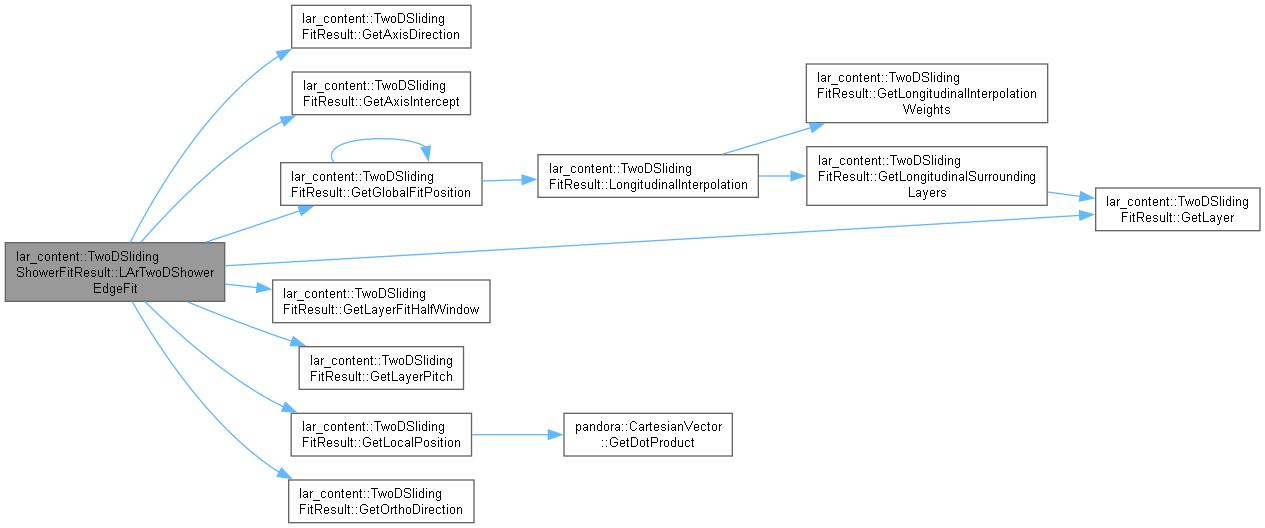 lar_content::TwoDSliding
FitResult::GetAxisDirection
lar_content::TwoDSliding
FitResult::GetAxisIntercept
lar_content::TwoDSliding
FitResult::GetGlobalFitPosition
lar_content::TwoDSliding
FitResult::LongitudinalInterpolation
lar_content::TwoDSliding
FitResult::GetLongitudinalInterpolation
Weights
lar_content::TwoDSliding
FitResult::GetLongitudinalSurrounding
Layers
lar_content::TwoDSliding
FitResult::GetLayer
lar_content::TwoDSliding
ShowerFitResult::LArTwoDShower
EdgeFit
lar_content::TwoDSliding
FitResult::GetLayerFitHalfWindow
lar_content::TwoDSliding
FitResult::GetLayerPitch
lar_content::TwoDSliding
FitResult::GetLocalPosition
pandora::CartesianVector
::GetDotProduct
lar_content::TwoDSliding
FitResult::GetOrthoDirection